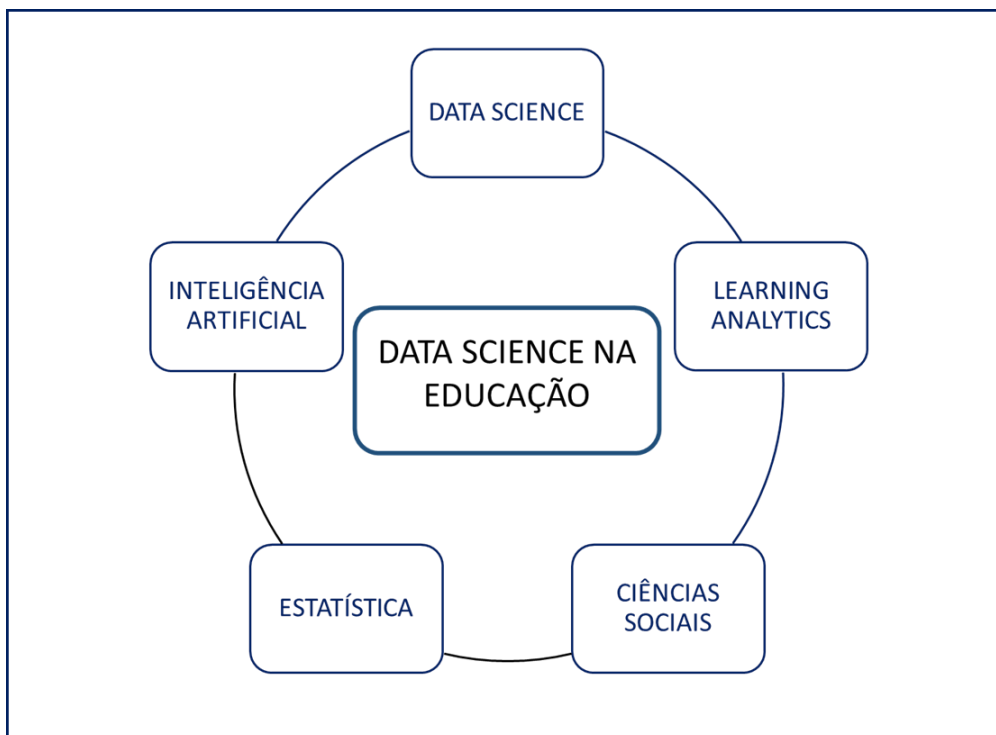 DATA SCIENCE
INTELIGÊNCIA
ARTIFICIAL
LEARNING
ANALYTICS
DATA SCIENCE NA
EDUCAÇÃO
ESTATÍSTICA
CIÊNCIAS
SOCIAIS